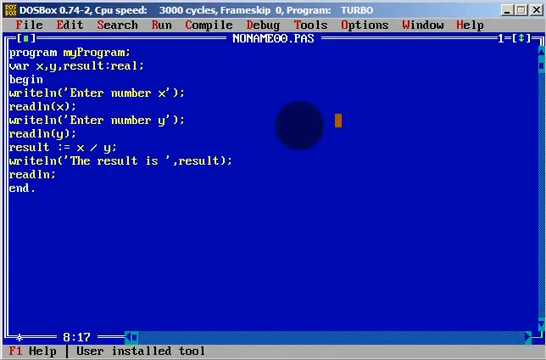 DOSBox 0.74-2, Cpu speed: 3000 cycles, Frameskip 0, Program: TURBO
File Edit Search Run Compile Debug Tools Options Window Help
NONAME00.PAS 1=[↕]
program myProgram;
var x,y,result:real;
begin
writeln('Enter number x');
readln(x);
writeln('Enter number y');
readln(y);
result := x / y;
writeln('The result is ',result);
readln;
end.
8:17
F1 Help | User installed tool